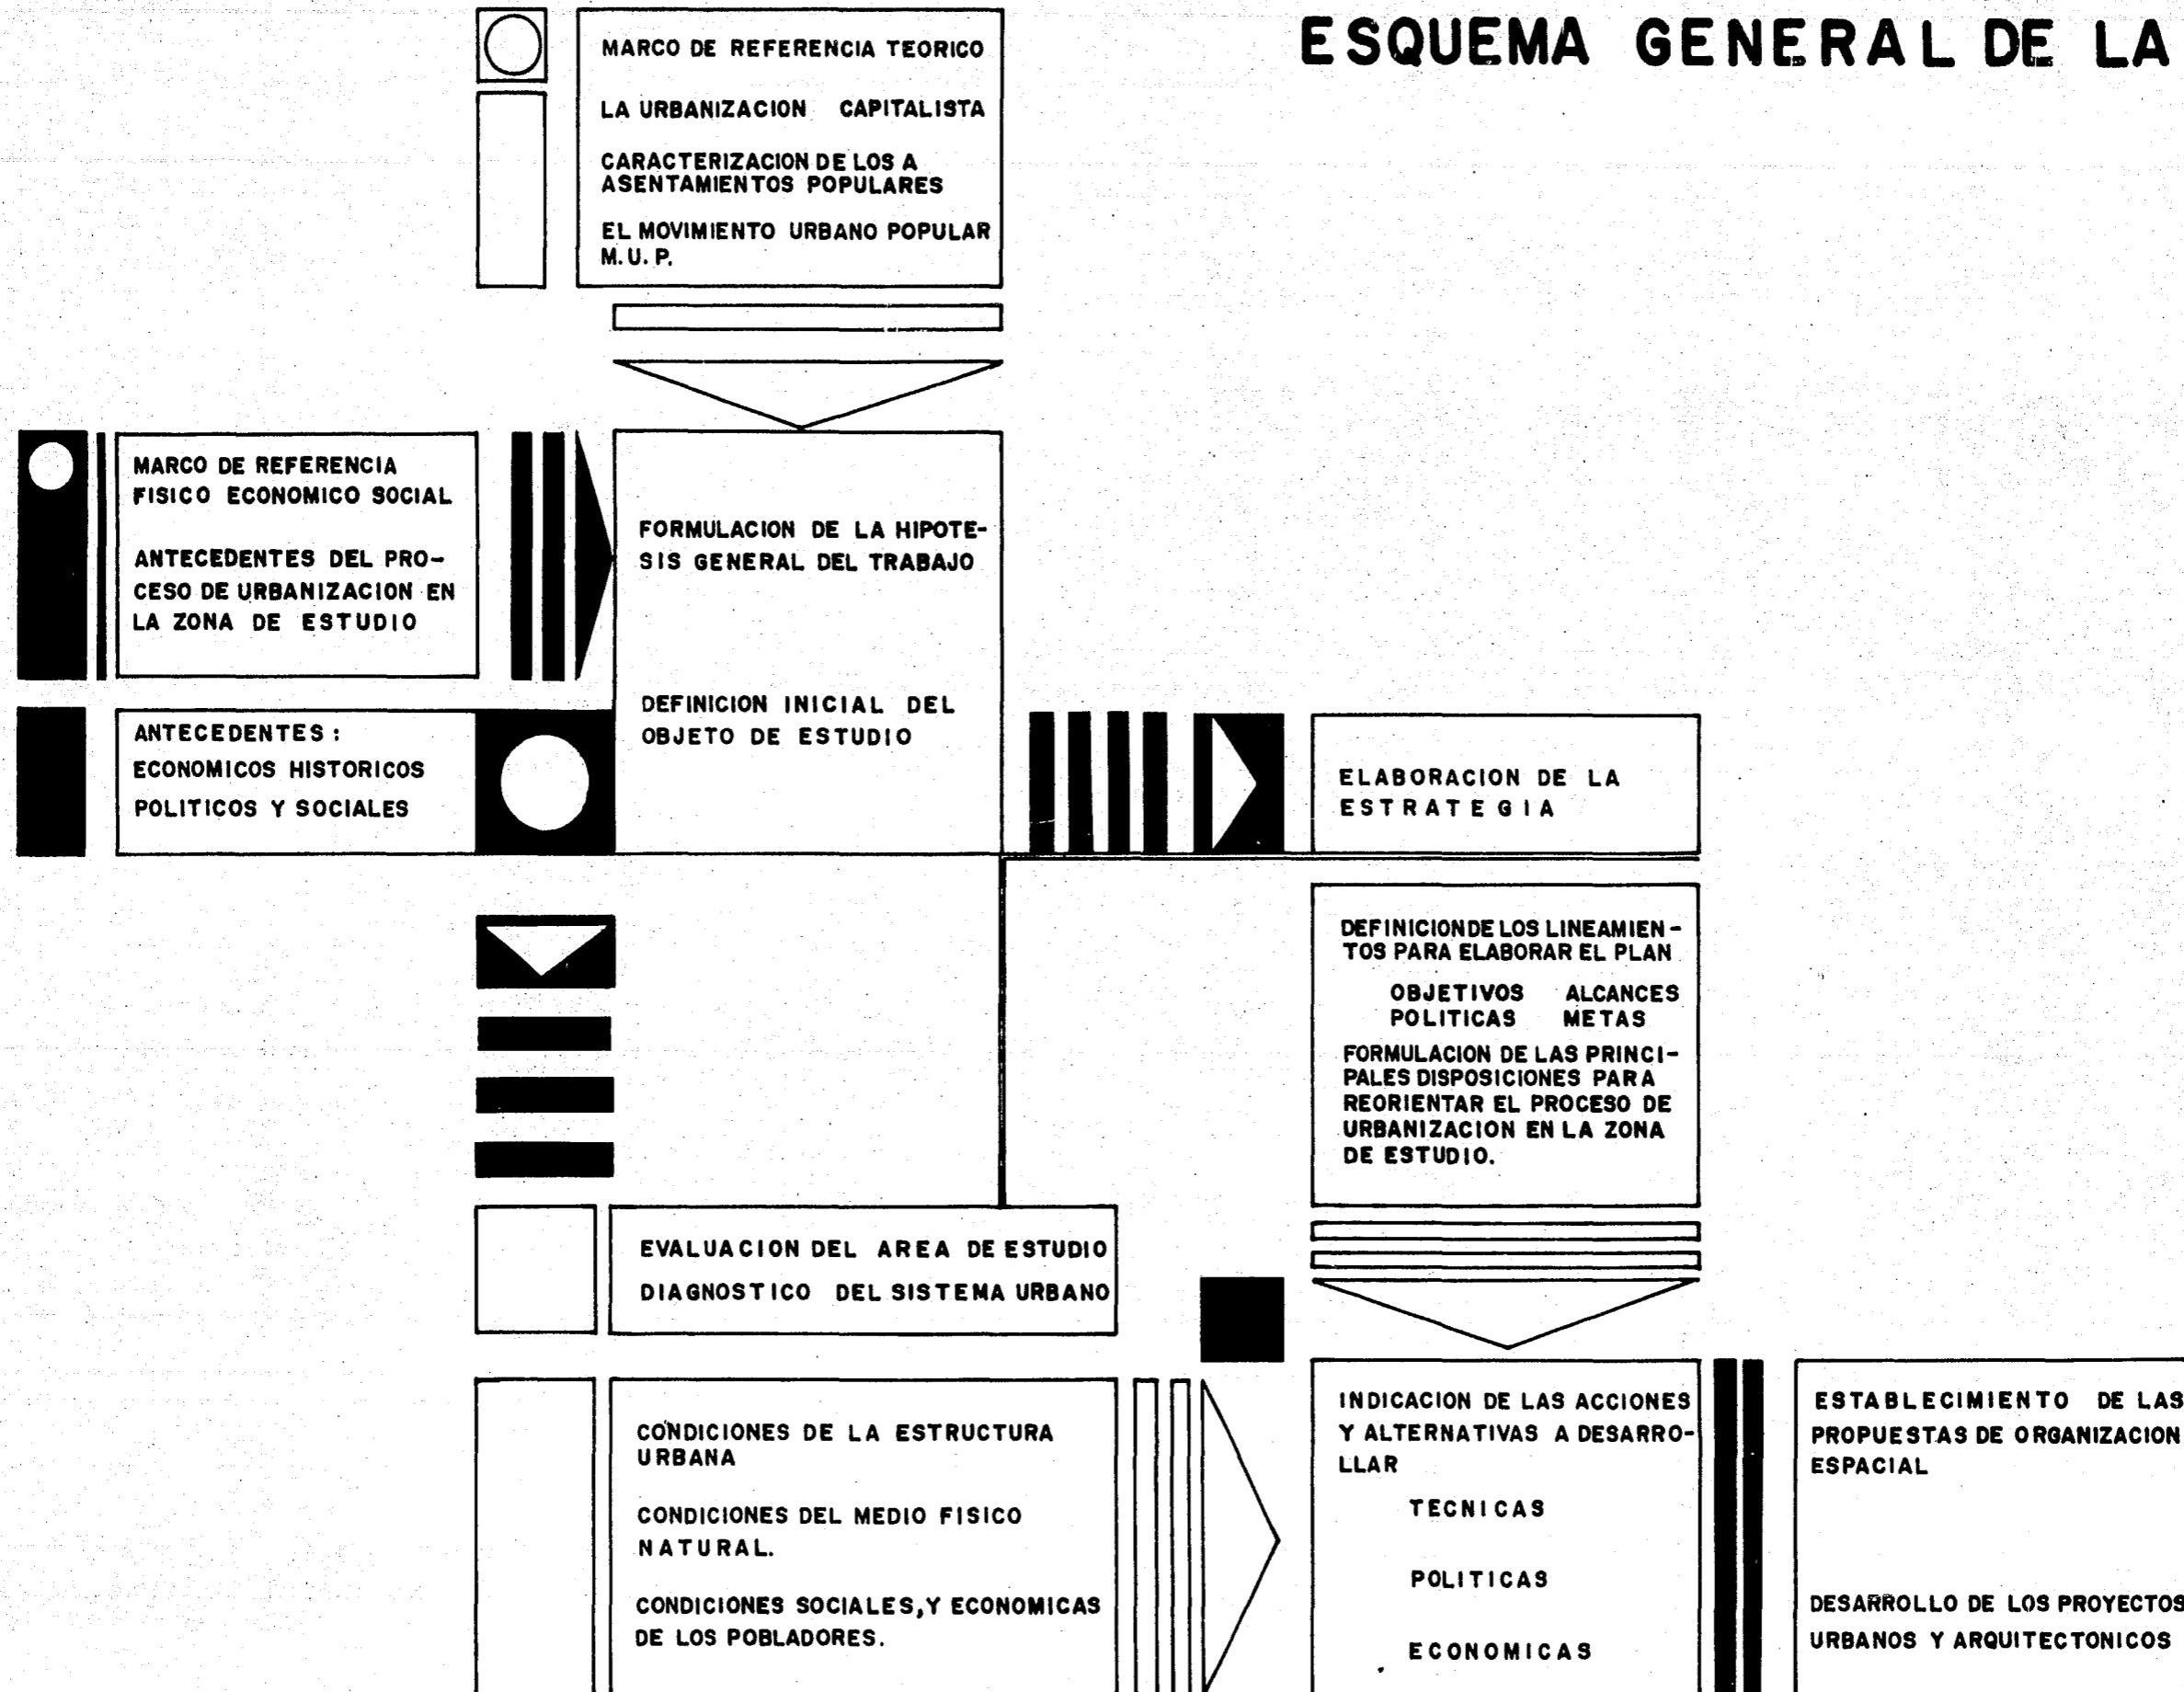 ESQUEMA GENERAL DE LA
MARCO DE REFERENCIA TEORICO
LA URBANIZACION CAPITALISTA
CARACTERIZACION DE LOS A
ASENTAMIENTOS POPULARES
EL MOVIMIENTO URBANO POPULAR
M.U.P.
MARCO DE REFERENCIA
FISICO ECONOMICO SOCIAL
ANTECEDENTES DEL PRO-
CESO DE URBANIZACION EN
LA ZONA DE ESTUDIO
FORMULACION DE LA HIPOTE-
SIS GENERAL DEL TRABAJO
DEFINICION INICIAL DEL
OBJETO DE ESTUDIO
ANTECEDENTES:
ECONOMICOS HISTORICOS
POLITICOS Y SOCIALES
ELABORACION DE LA
ESTRATEGIA
DEFINICION DE LOS LINEAMIEN-
TOS PARA ELABORAR EL PLAN
OBJETIVOS ALCANCES
POLITICAS METAS
FORMULACION DE LAS PRINCI-
PALES DISPOSICIONES PARA
REORIENTAR EL PROCESO DE
URBANIZACION EN LA ZONA
DE ESTUDIO.
EVALUACION DEL AREA DE ESTUDIO
DIAGNOSTICO DEL SISTEMA URBANO
CONDICIONES DE LA ESTRUCTURA
URBANA
CONDICIONES DEL MEDIO FISICO
NATURAL.
CONDICIONES SOCIALES, Y ECONOMICAS
DE LOS POBLADORES.
INDICACION DE LAS ACCIONES
Y ALTERNATIVAS A DESARRO-
LLAR
TECNICAS
POLITICAS
ECONOMICAS
ESTABLECIMIENTO DE LAS
PROPUESTAS DE ORGANIZACION
ESPACIAL
DESARROLLO DE LOS PROYECTOS
URBANOS Y ARQUITECTONICOS